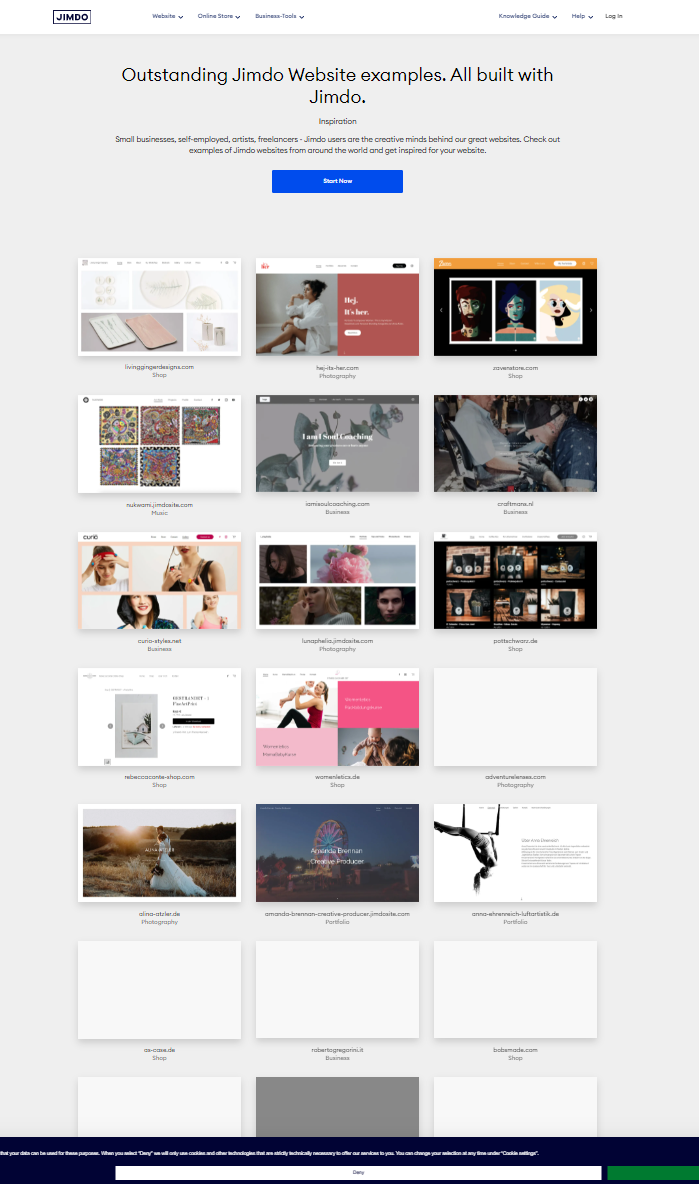 JIMDO
Website
Online Store
Business-Tools
Knowledge Guide
Help
Log In
Outstanding Jimdo Website examples. All built with
Jimdo.
Inspiration
Small businesses, self-employed, artists, freelancers - Jimdo users are the creative minds behind our great websites. Check out
examples of Jimdo websites from around the world and get inspired for your website.
Start Now
Hej.
It's her.
livinggingerdesigns.com
Shop
hej-its-her.com
Photography
zavenstore.com
Shop
I am I Soul Coaching
nukwami.jimdosite.com
Music
iamisoulcoaching.com
Business
craftmans.nl
Business
curio
curio-styles.net
Business
lunaphelia.jimdosite.com
Photography
pottschwarz.de
Shop
rebeccaconte-shop.com
Shop
womenletics.de
Shop
adventurelenses.com
Photography
ALINA ATZLER
Amanda Brennan
Creative Producer
alina-atzler.de
Photography
amanda-brennan-creative-producer.jimdosite.com
Portfolio
anna-ehrenreich-luftartistik.de
Portfolio
as-case.de
Shop
robertogregorini.it
Business
bobsmade.com
Shop
that your data can be used for these purposes. When you select "Deny" we will only use cookies and other technologies that are strictly technically necessary to offer our services to you. You can change your selection at any time under "Cookie settings".
Deny